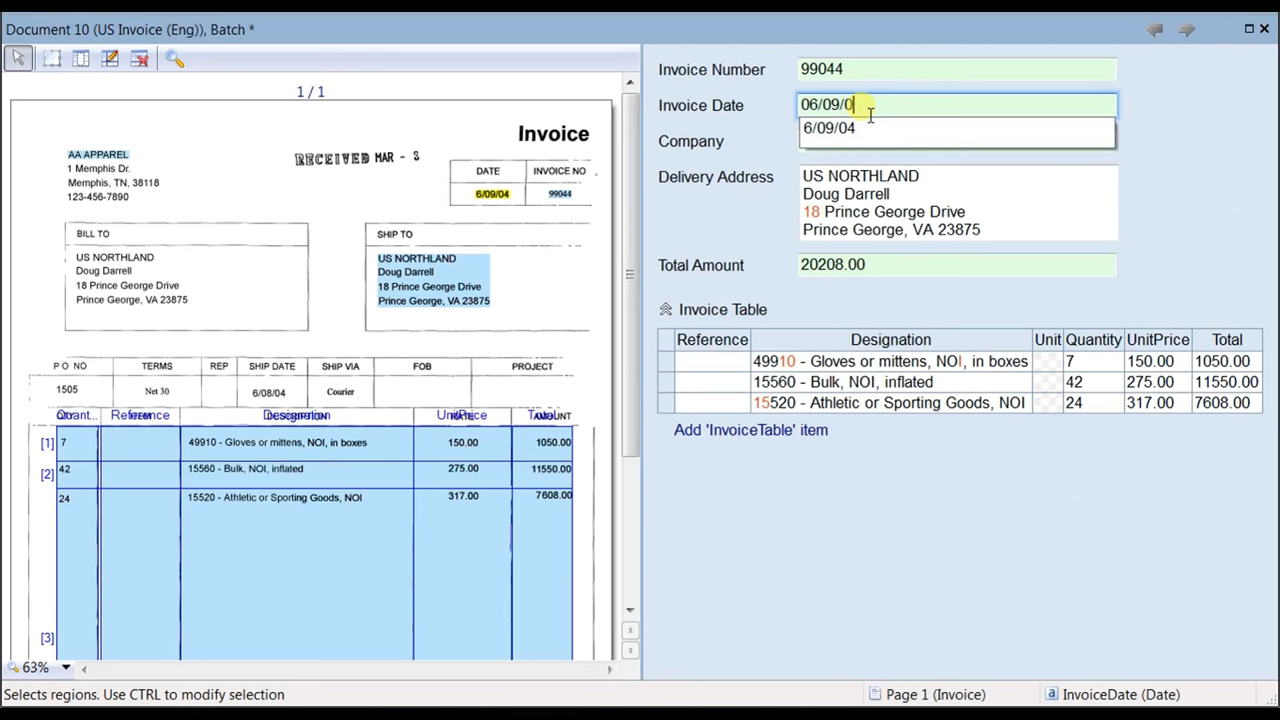 Document 10 (US Invoice (Eng)), Batch *
1 / 1
Invoice
AA APPAREL
1 Memphis Dr.
Memphis, TN, 38118
123-456-7890
RECEIVED MAR - 3
DATE INVOICE NO
6/09/04 99044
BILL TO
US NORTHLAND
Doug Darrell
18 Prince George Drive
Prince George, VA 23875
SHIP TO
US NORTHLAND
Doug Darrell
18 Prince George Drive
Prince George, VA 23875
P O NO TERMS REP SHIP DATE SHIP VIA FOB PROJECT
1505 Net 30 6/08/04 Courier
Quant... Reference Designation UnitPrice Total
[1] 7 49910 - Gloves or mittens, NOI, in boxes 150.00 1050.00
[2] 42 15560 - Bulk, NOI, inflated 275.00 11550.00
24 15520 - Athletic or Sporting Goods, NOI 317.00 7608.00
[3]
63%
Invoice Number 99044
Invoice Date 06/09/0
6/09/04
Company
Delivery Address US NORTHLAND
Doug Darrell
18 Prince George Drive
Prince George, VA 23875
Total Amount 20208.00
Invoice Table
Reference Designation Unit Quantity UnitPrice Total
49910 - Gloves or mittens, NOI, in boxes 7 150.00 1050.00
15560 - Bulk, NOI, inflated 42 275.00 11550.00
15520 - Athletic or Sporting Goods, NOI 24 317.00 7608.00
Add 'InvoiceTable' item
Selects regions. Use CTRL to modify selection
Page 1 (Invoice)
InvoiceDate (Date)